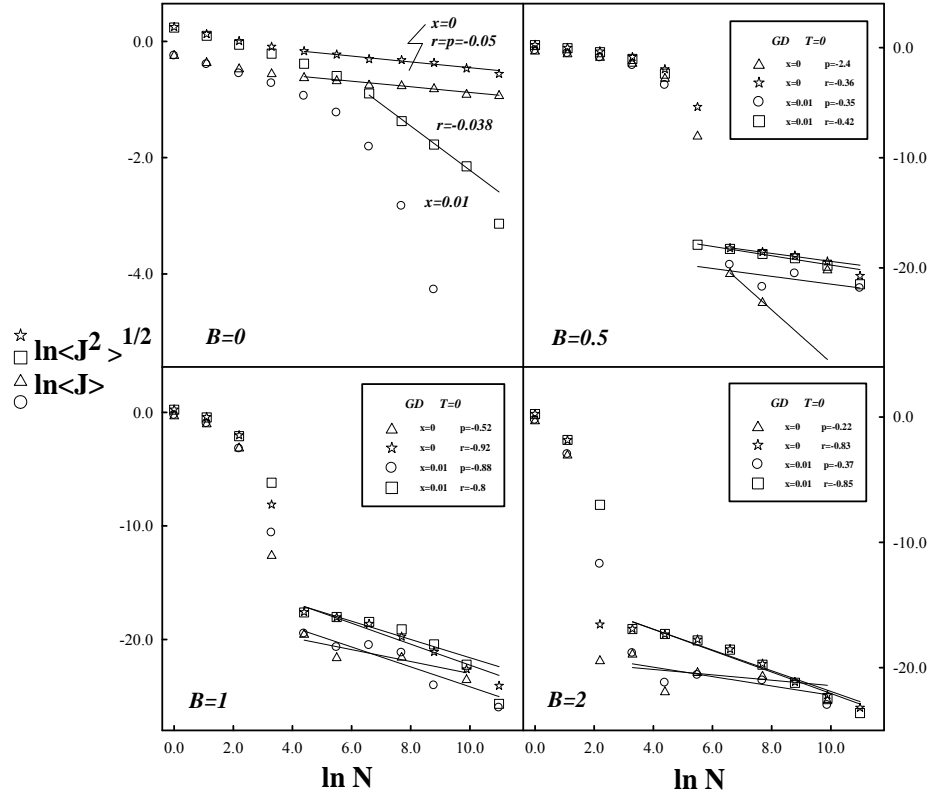 x=0
r=p=-0.05
r=-0.038
x=0.01
B=0
0.0
-2.0
-4.0
GD T=0
x=0 p=-2.4
x=0 r=-0.36
x=0.01 p=-0.35
x=0.01 r=-0.42
B=0.5
0.0
-10.0
-20.0
ln<J² >^1/2
ln<J>
GD T=0
x=0 p=-0.52
x=0 r=-0.92
x=0.01 p=-0.88
x=0.01 r=-0.8
B=1
0.0
-10.0
-20.0
0.0 2.0 4.0 6.0 8.0 10.0
ln N
GD T=0
x=0 p=-0.22
x=0 r=-0.83
x=0.01 p=-0.37
x=0.01 r=-0.85
B=2
0.0
-10.0
-20.0
0.0 2.0 4.0 6.0 8.0 10.0
ln N